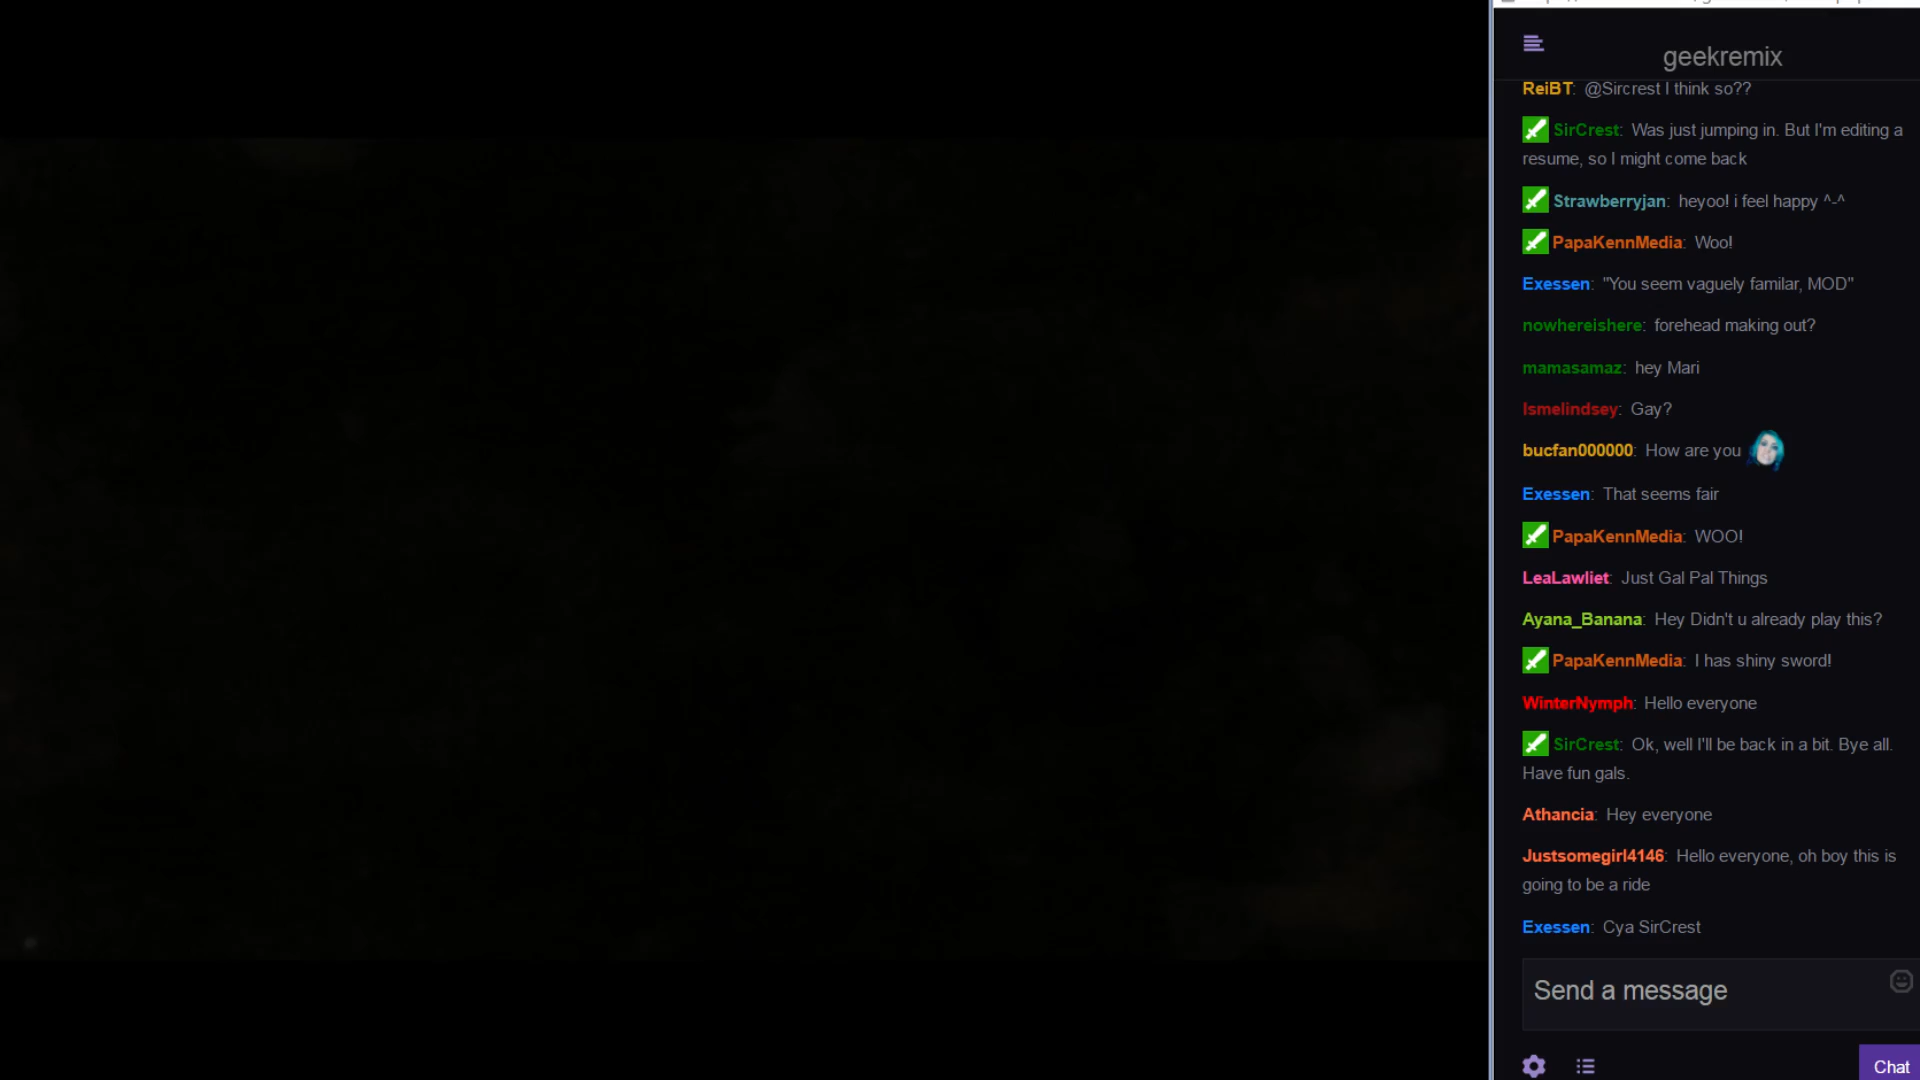 geekremix
ReiBT: @Sircrest I think so??
SirCrest: Was just jumping in. But I'm editing a
resume, so I might come back
Strawberryjan: heyoo! i feel happy ^-^
PapaKennMedia: Woo!
Exessen: "You seem vaguely familar, MOD"
nowhereishere: forehead making out?
mamasamaz: hey Mari
Ismelindsey: Gay?
bucfan000000: How are you
Exessen: That seems fair
PapaKennMedia: WOO!
LeaLawliet: Just Gal Pal Things
Ayana_Banana: Hey Didn't u already play this?
PapaKennMedia: I has shiny sword!
WinterNymph: Hello everyone
SirCrest: Ok, well I'll be back in a bit. Bye all.
Have fun gals.
Athancia: Hey everyone
Justsomegirl4146: Hello everyone, oh boy this is
going to be a ride
Exessen: Cya SirCrest
Send a message
Chat